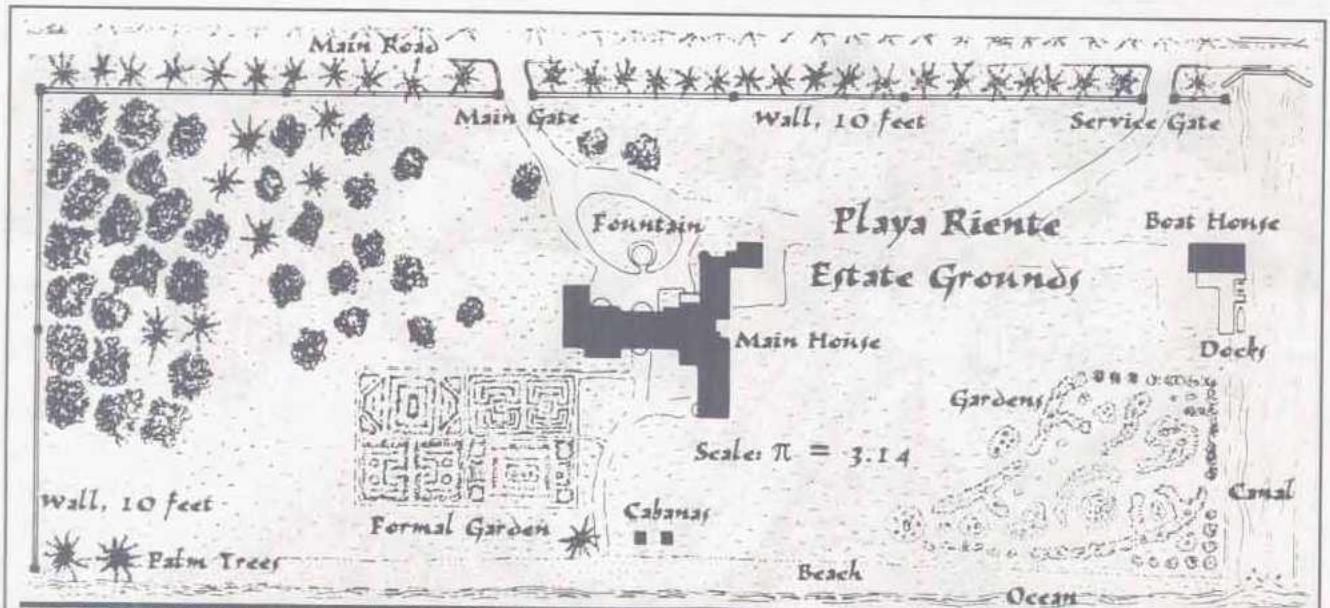 Main Road
Main Gate
Wall, 10 feet
Service Gate
Fountain
Playa Riente
Boat House
Estate Grounds
Main House
Docks
Gardens
Scale: π = 3.14
Wall, 10 feet
Canal
Formal Garden
Cabanas
Palm Trees
Beach
Ocean